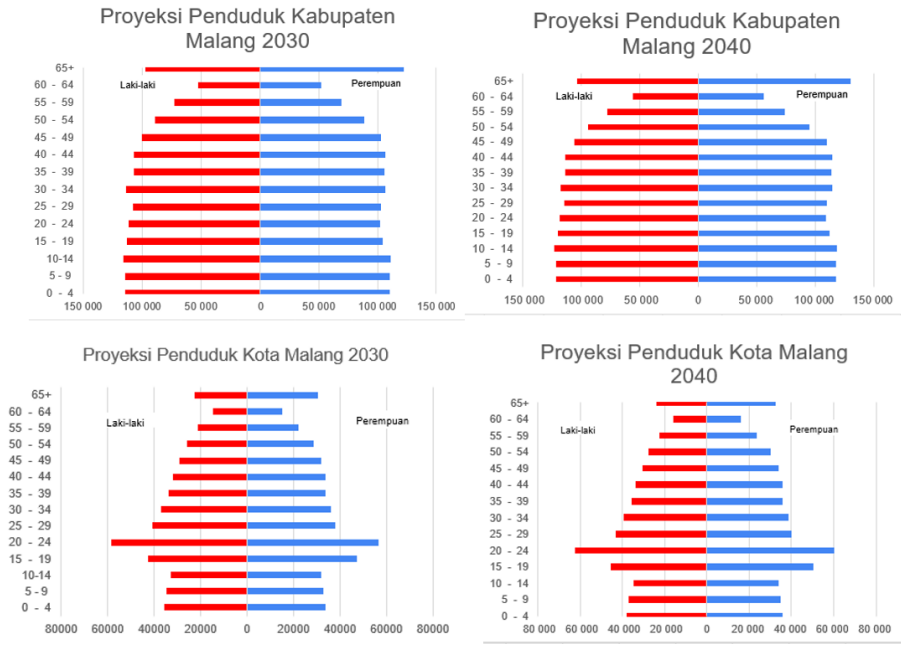 Proyeksi Penduduk Kabupaten
Malang 2030
65+
60 - 64
Laki-laki
Perempuan
55 - 59
50 - 54
45 - 49
40 - 44
35 - 39
30 - 34
25 - 29
20 - 24
15 - 19
10-14
5 - 9
0 - 4
150 000 100 000 50 000 0 50 000 100 000 150 000
Proyeksi Penduduk Kabupaten
Malang 2040
65+
60 - 64
Laki-laki
Perempuan
55 - 59
50 - 54
45 - 49
40 - 44
35 - 39
30 - 34
25 - 29
20 - 24
15 - 19
10 - 14
5 - 9
0 - 4
150 000 100 000 50 000 0 50 000 100 000 150 000
Proyeksi Penduduk Kota Malang 2030
65+
60 - 64
Laki-laki
Perempuan
55 - 59
50 - 54
45 - 49
40 - 44
35 - 39
30 - 34
25 - 29
20 - 24
15 - 19
10-14
5 - 9
0 - 4
80000 60000 40000 20000 0 20000 40000 60000 80000
Proyeksi Penduduk Kota Malang
2040
65+
60 - 64
Laki-laki
Perempuan
55 - 59
50 - 54
45 - 49
40 - 44
35 - 39
30 - 34
25 - 29
20 - 24
15 - 19
10 - 14
5 - 9
0 - 4
80 000 60 000 40 000 20 000 0 20 000 40 000 60 000 80 000